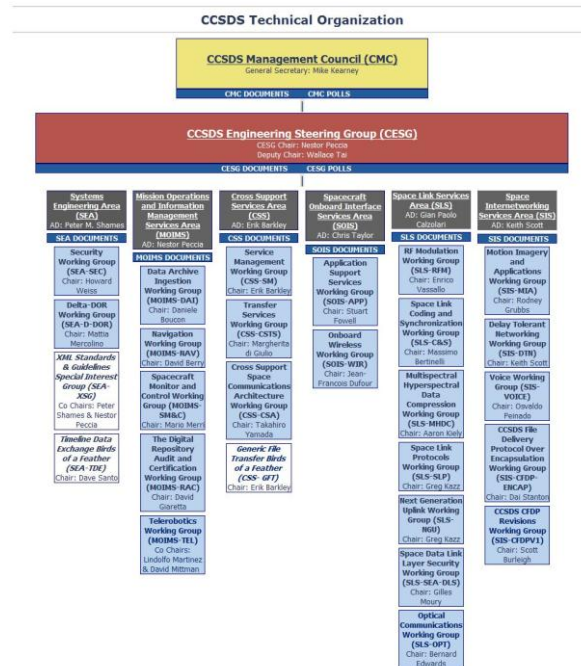 CCSDS Technical Organization
CCSDS Management Council (CMC)
General Secretary: Mike Kearney
CMC DOCUMENTS CMC POLLS
CCSDS Engineering Steering Group (CESG)
CESG Chair: Nestor Peccia
Deputy Chair: Wallace Tai
CESG DOCUMENTS CESG POLLS
Systems
Engineering Area
(SEA)
AD: Peter M. Shames
SEA DOCUMENTS
Security
Working Group
(SEA-SEC)
Chair: Howard
Weiss
Delta-DOR
Working Group
(SEA-D-DOR)
Chair: Mattia
Mercolino
XML Standards
& Guidelines
Special Interest
Group (SEA-
XSG)
Co Chairs: Peter
Shames & Nestor
Peccia
Timeline Data
Exchange Birds
of a Feather
(SEA-TDE)
Chair: Dave Santo
Mission Operations
and Information
Management
Services Area
(MOIMS)
AD: Nestor Peccia
MOIMS DOCUMENTS
Data Archive
Ingestion
Working Group
(MOIMS-DAI)
Chair: Daniele
Boucon
Navigation
Working Group
(MOIMS-NAV)
Chair: David Berry
Spacecraft
Monitor and
Control Working
Group (MOIMS-
SM&C)
Chair: Mario Merri
The Digital
Repository
Audit and
Certification
Working Group
(MOIMS-RAC)
Chair: David
Giaretta
Telerobotics
Working Group
(MOIMS-TEL)
Co Chairs:
Lindolfo Martinez
& David Mittman
Cross Support
Services Area
(CSS)
AD: Erik Barkley
CSS DOCUMENTS
Service
Management
Working Group
(CSS-SM)
Chair: Erik Barkley
Transfer
Services Working
Group
(CSS-CSTS)
Chair: Margherita
di Giulio
Cross Support
Space
Communications
Architecture
Working Group
(CSS-CSA)
Chair: Takahiro
Yamada
Generic File
Transfer Birds of
a Feather
(CSS- GFT)
Chair: Erik Barkley
Spacecraft
Onboard Interface
Services Area
(SOIS)
AD: Chris Taylor
SOIS DOCUMENTS
Application
Support
Services
Working Group
(SOIS-APP)
Chair: Stuart
Fowell
Onboard
Wireless
Working Group
(SOIS-WIR)
Chair: Jean-
Francois Dufour
Space Link Services
Area (SLS)
AD: Gian Paolo
Calzolari
SLS DOCUMENTS
RF Modulation
Working Group
(SLS-RFM)
Chair: Enrico
Vassallo
Space Link
Coding and
Synchronization
Working Group
(SLS-C&S)
Chair: Massimo
Bertinelli
Multispectral
Hyperspectral
Data
Compression
Working Group
(SLS-MHDC)
Chair: Aaron Kiely
Space Link
Protocols
Working Group
(SLS-SLP)
Chair: Greg Kazz
Next Generation
Uplink Working
Group (SLS-
NGU)
Chair: Greg Kazz
Space Data Link
Layer Security
Working Group
(SLS-SEA-DLS)
Chair: Gilles
Moury
Optical
Communications
Working Group
(SLS-OPT)
Chair: Bernard
Edwards
Space
Internetworking
Services Area (SIS)
AD: Keith Scott
SIS DOCUMENTS
Motion Imagery
and
Applications
Working Group
(SIS-MIA)
Chair: Rodney
Grubbs
Delay Tolerant
Networking
Working Group
(SIS-DTN)
Chair: Keith Scott
Voice Working
Group (SIS-
VOICE)
Chair: Osvaldo
Peinado
CCSDS File
Delivery
Protocol Over
Encapsulation
Working Group
(SIS-CFDP-
ENCAP)
Chair: Dai Stanton
CCSDS CFDP
Revisions
Working Group
(SIS-CFDPV1)
Chair: Scott
Burleigh